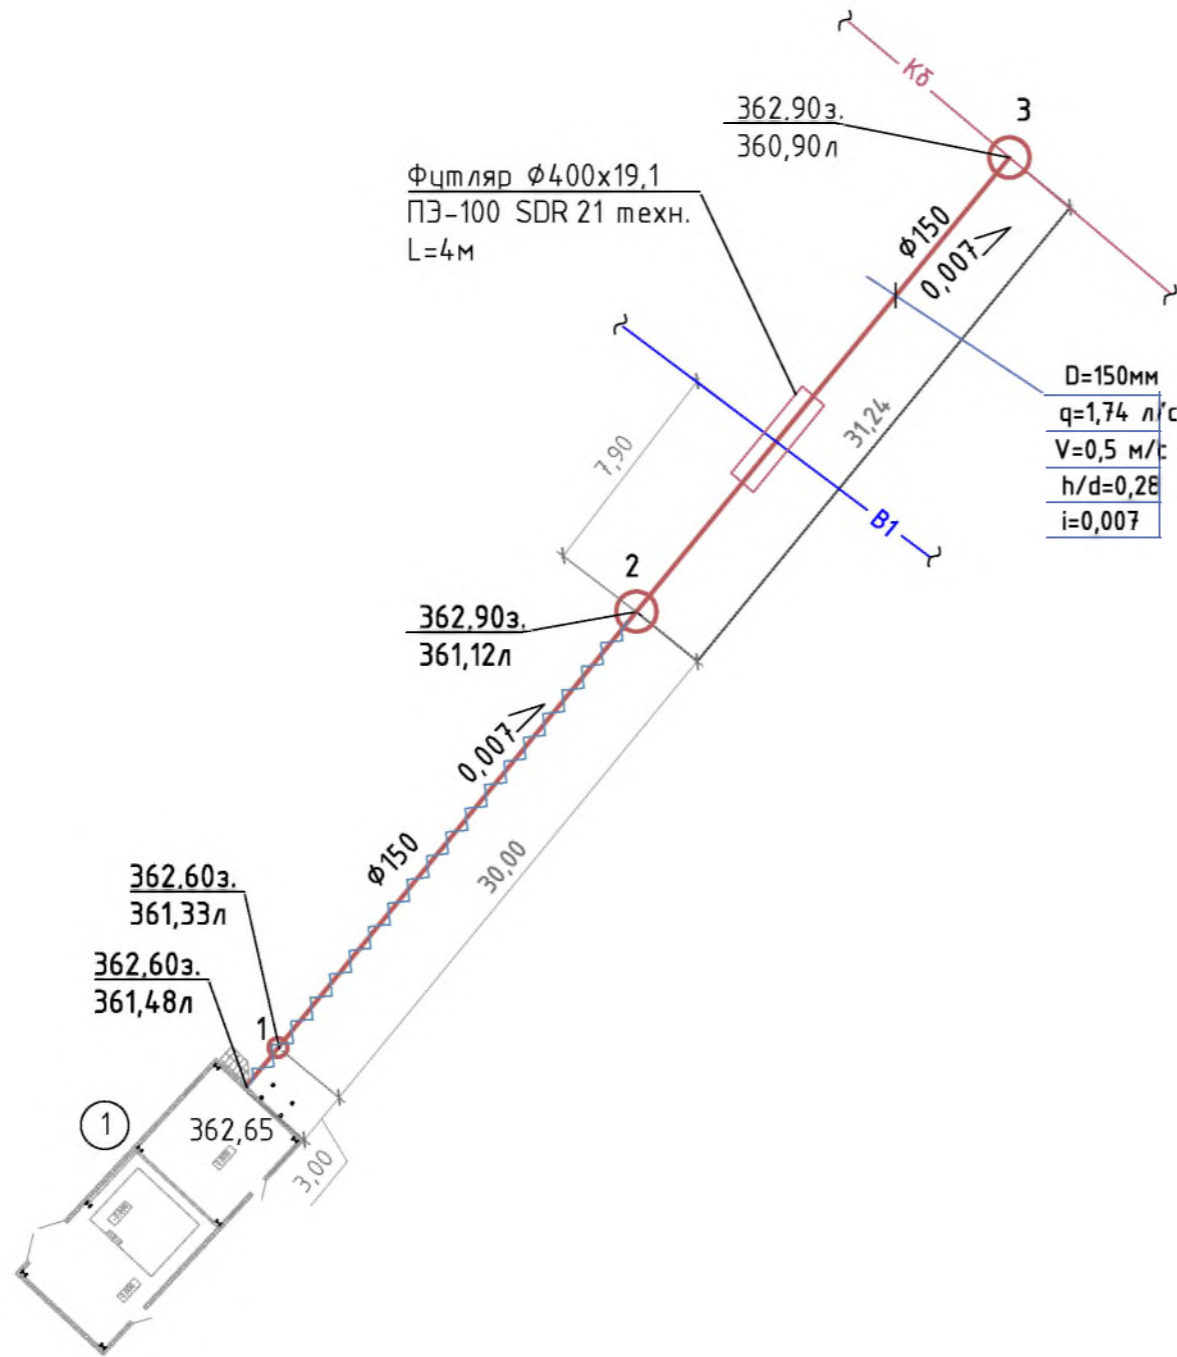 Кб
3
362,90з.
360,90л
Футляр Ф400х19,1
ПЭ-100 SDR 21 техн.
L=4м
Ф150
0,007
D=150мм
q=1,74 л/с
V=0,5 м/с
h/d=0,28
i=0,007
31,24
7,90
В1
2
362,90з.
361,12л
0,007
Ф150
30,00
362,60з.
361,33л
362,60з.
361,48л
1
1
362,65
3,00